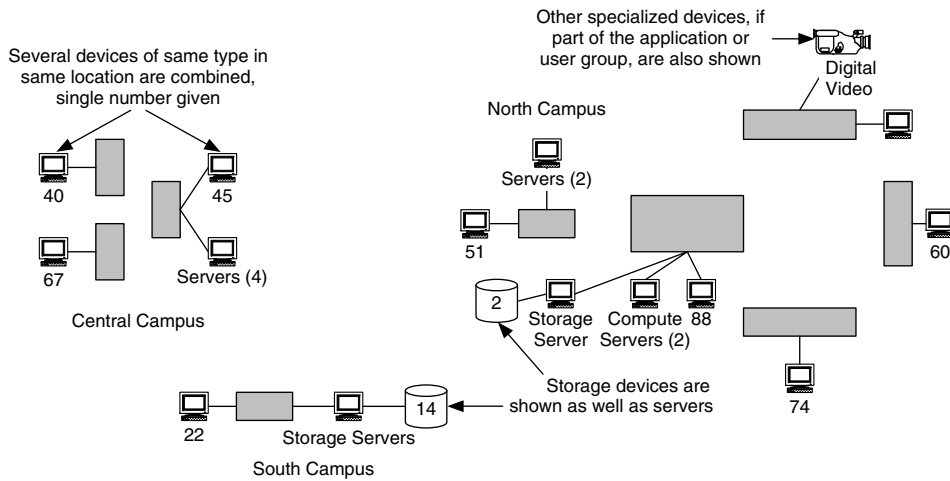 Several devices of same type in
same location are combined,
single number given
40
45
67
Servers (4)
Central Campus
Other specialized devices, if
part of the application or
user group, are also shown
Digital
Video
North Campus
Servers (2)
51
60
2
Storage
Server
Compute
Servers (2)
88
74
Storage devices are
shown as well as servers
22
Storage Servers
14
South Campus